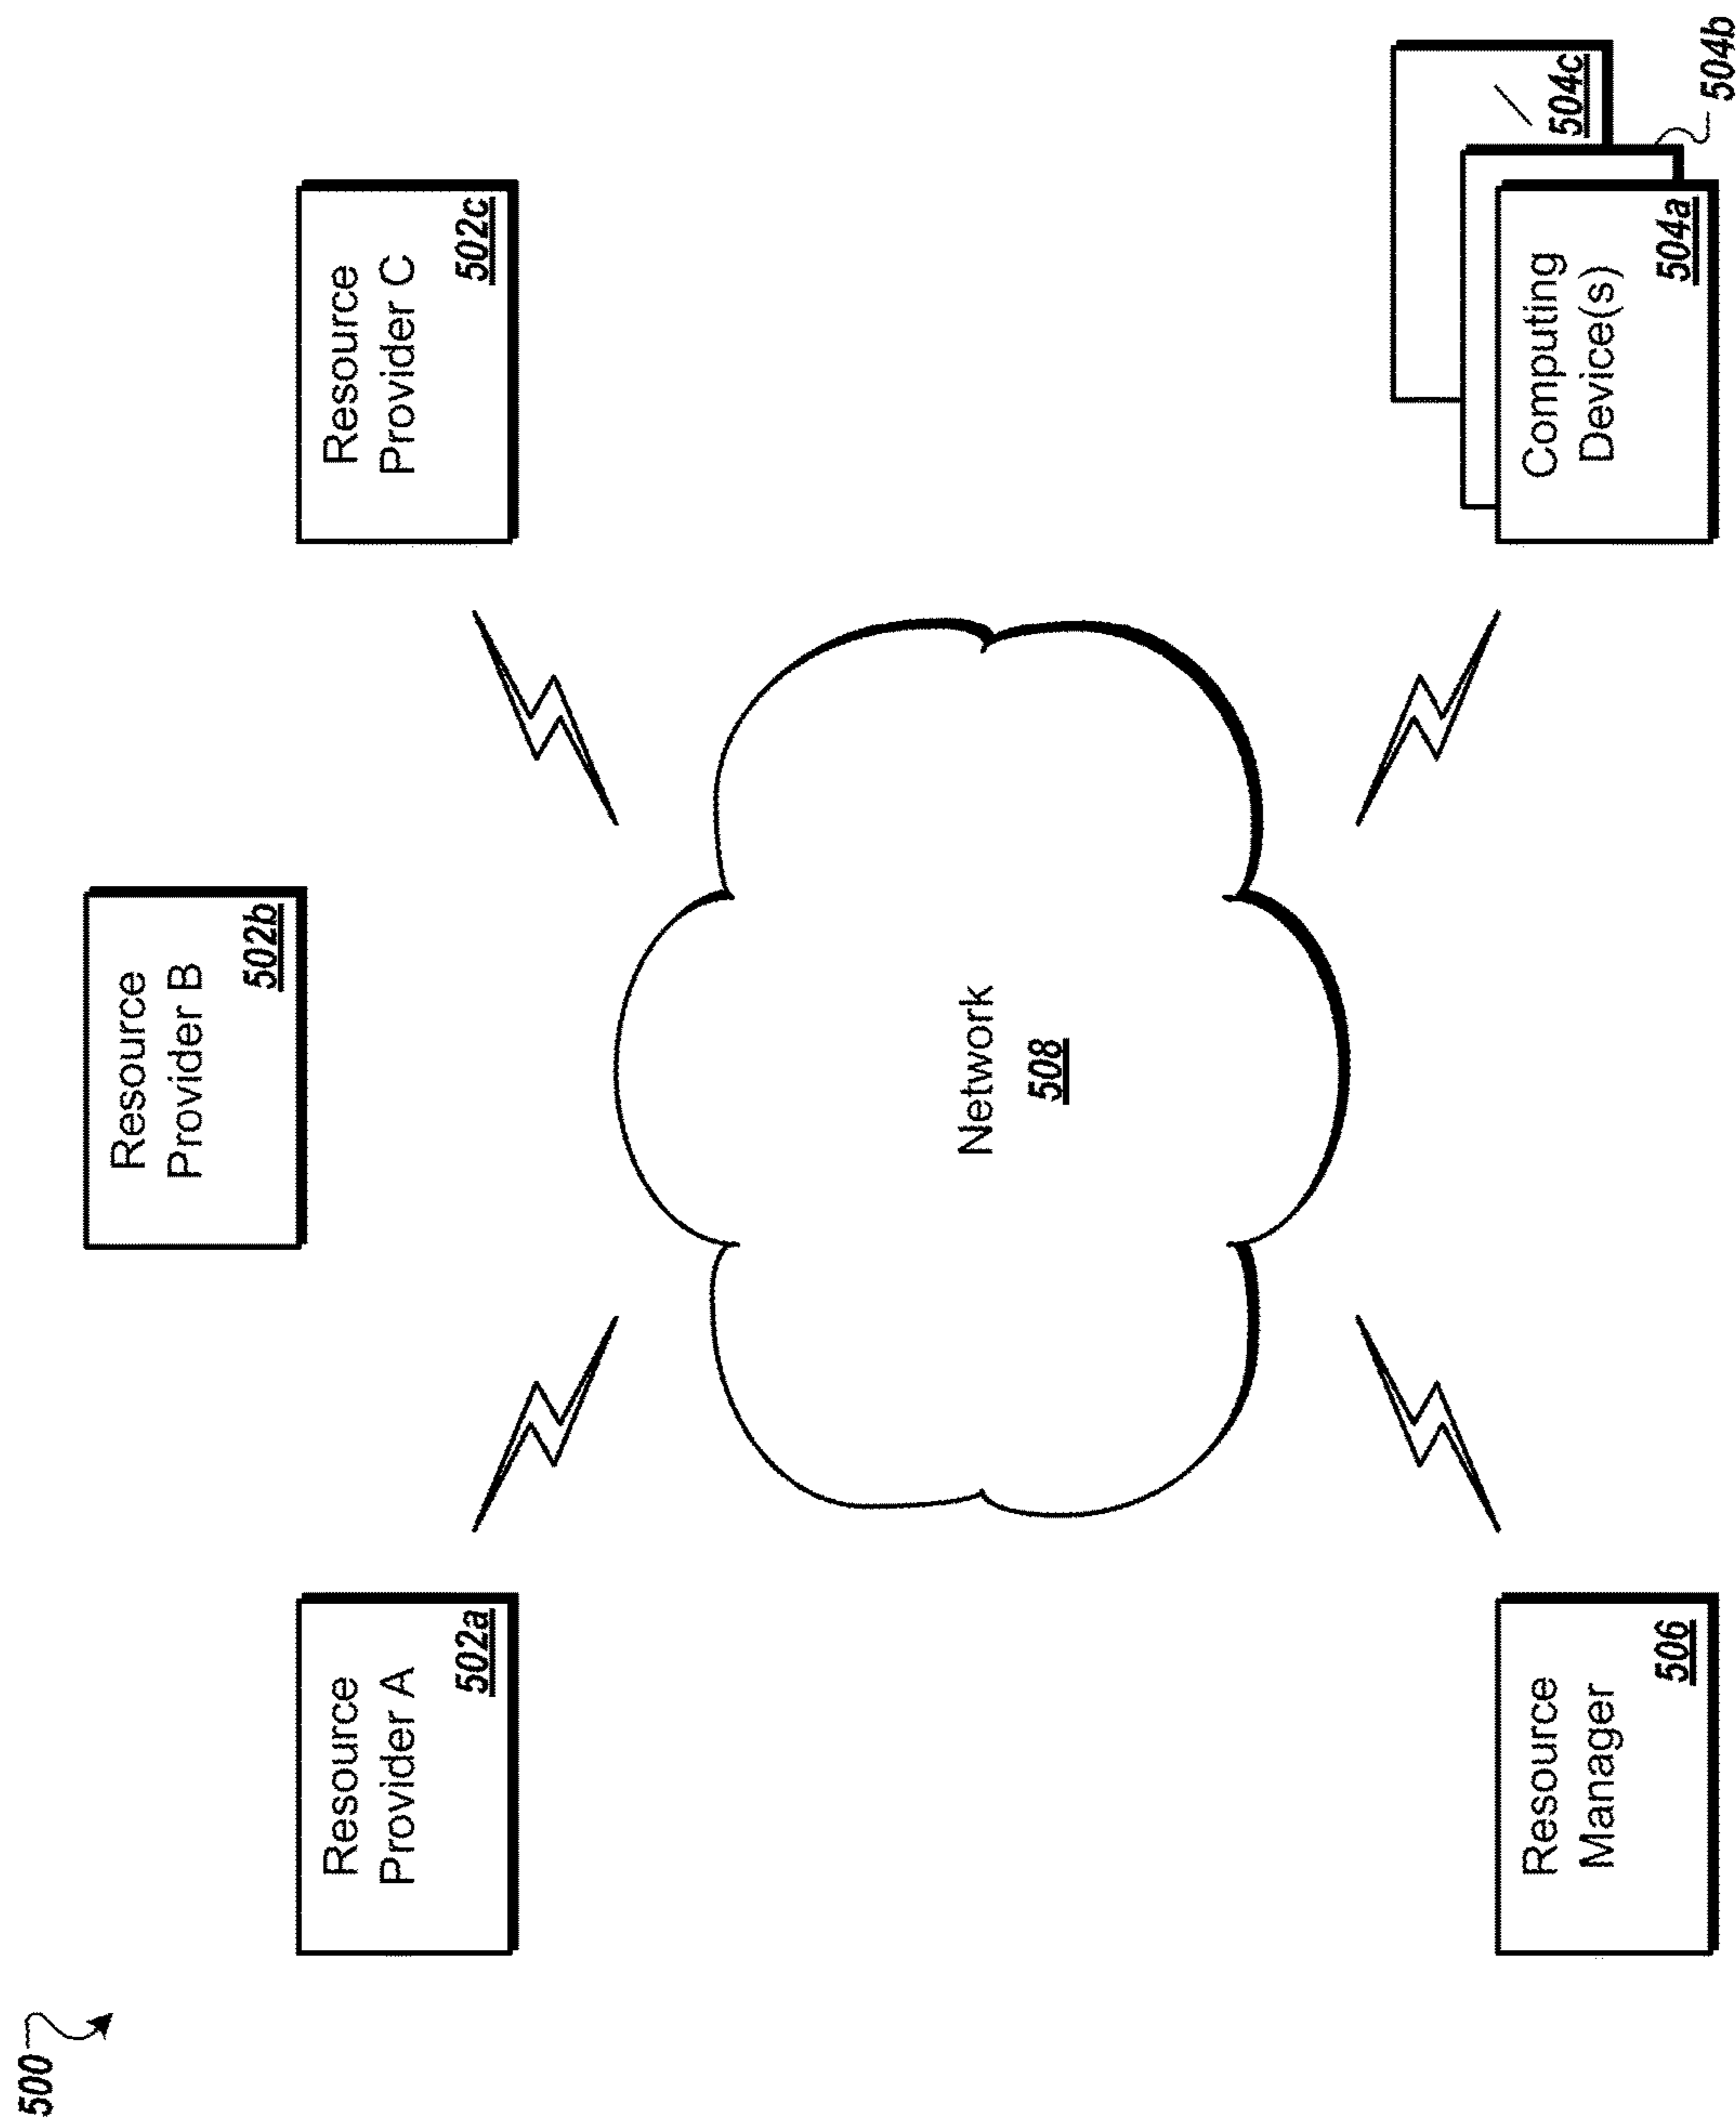 500
Resource
Provider B
502b
Resource
Provider A
502a
Resource
Provider C
502c
Network
508
Resource
Manager
506
Computing
Device(s)
504a
504b
504c